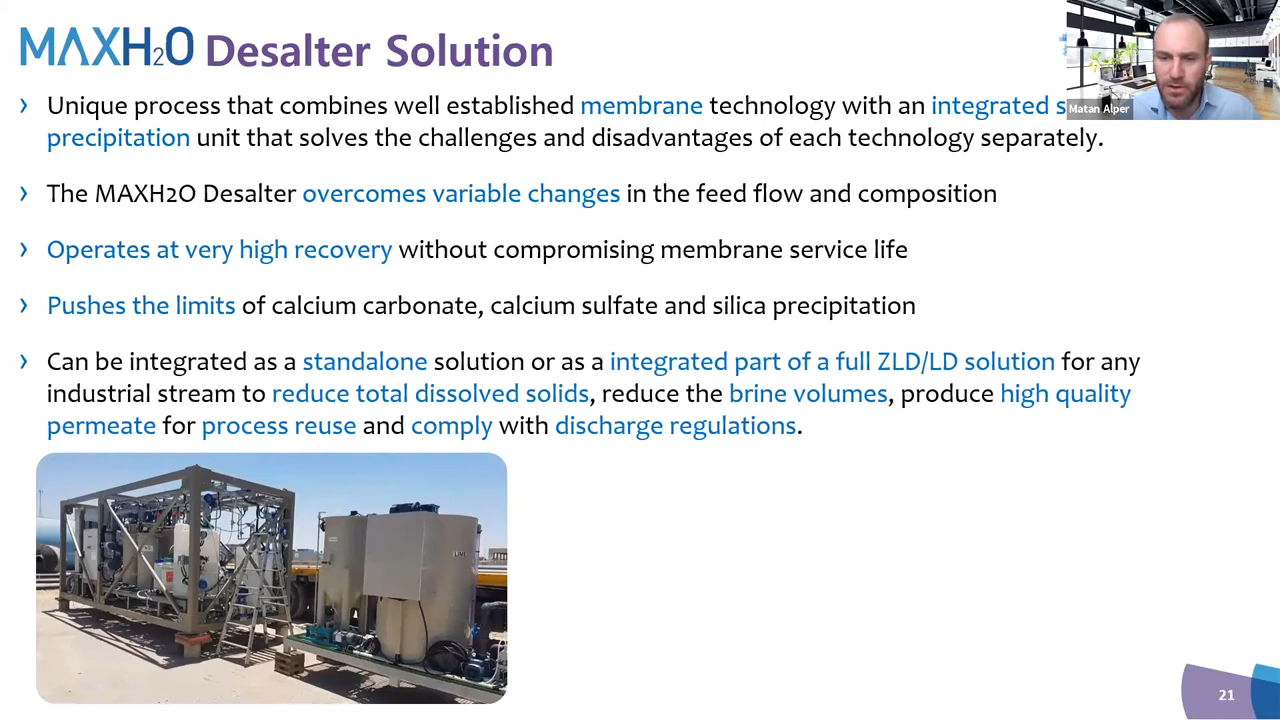 MAXH2O Desalter Solution
Matan Alper
› Unique process that combines well established membrane technology with an integrated
precipitation unit that solves the challenges and disadvantages of each technology separately.
› The MAXH2O Desalter overcomes variable changes in the feed flow and composition
› Operates at very high recovery without compromising membrane service life
› Pushes the limits of calcium carbonate, calcium sulfate and silica precipitation
› Can be integrated as a standalone solution or as a integrated part of a full ZLD/LD solution for any
industrial stream to reduce total dissolved solids, reduce the brine volumes, produce high quality
permeate for process reuse and comply with discharge regulations.
21